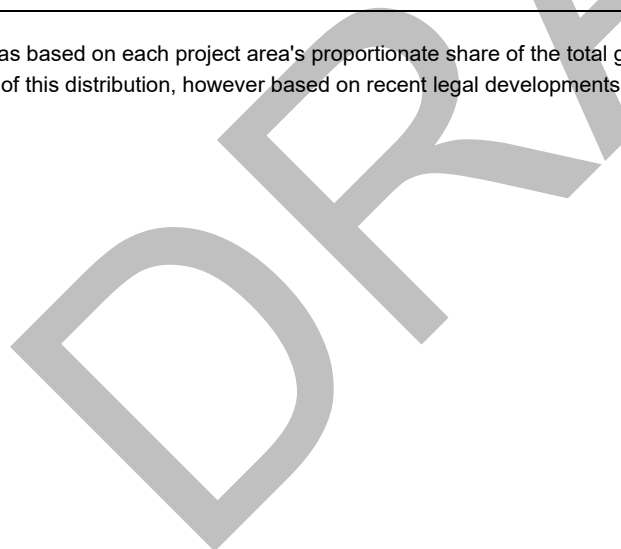 as based on each project area's proportionate share of the total
of this distribution, however based on recent legal developments
DRA